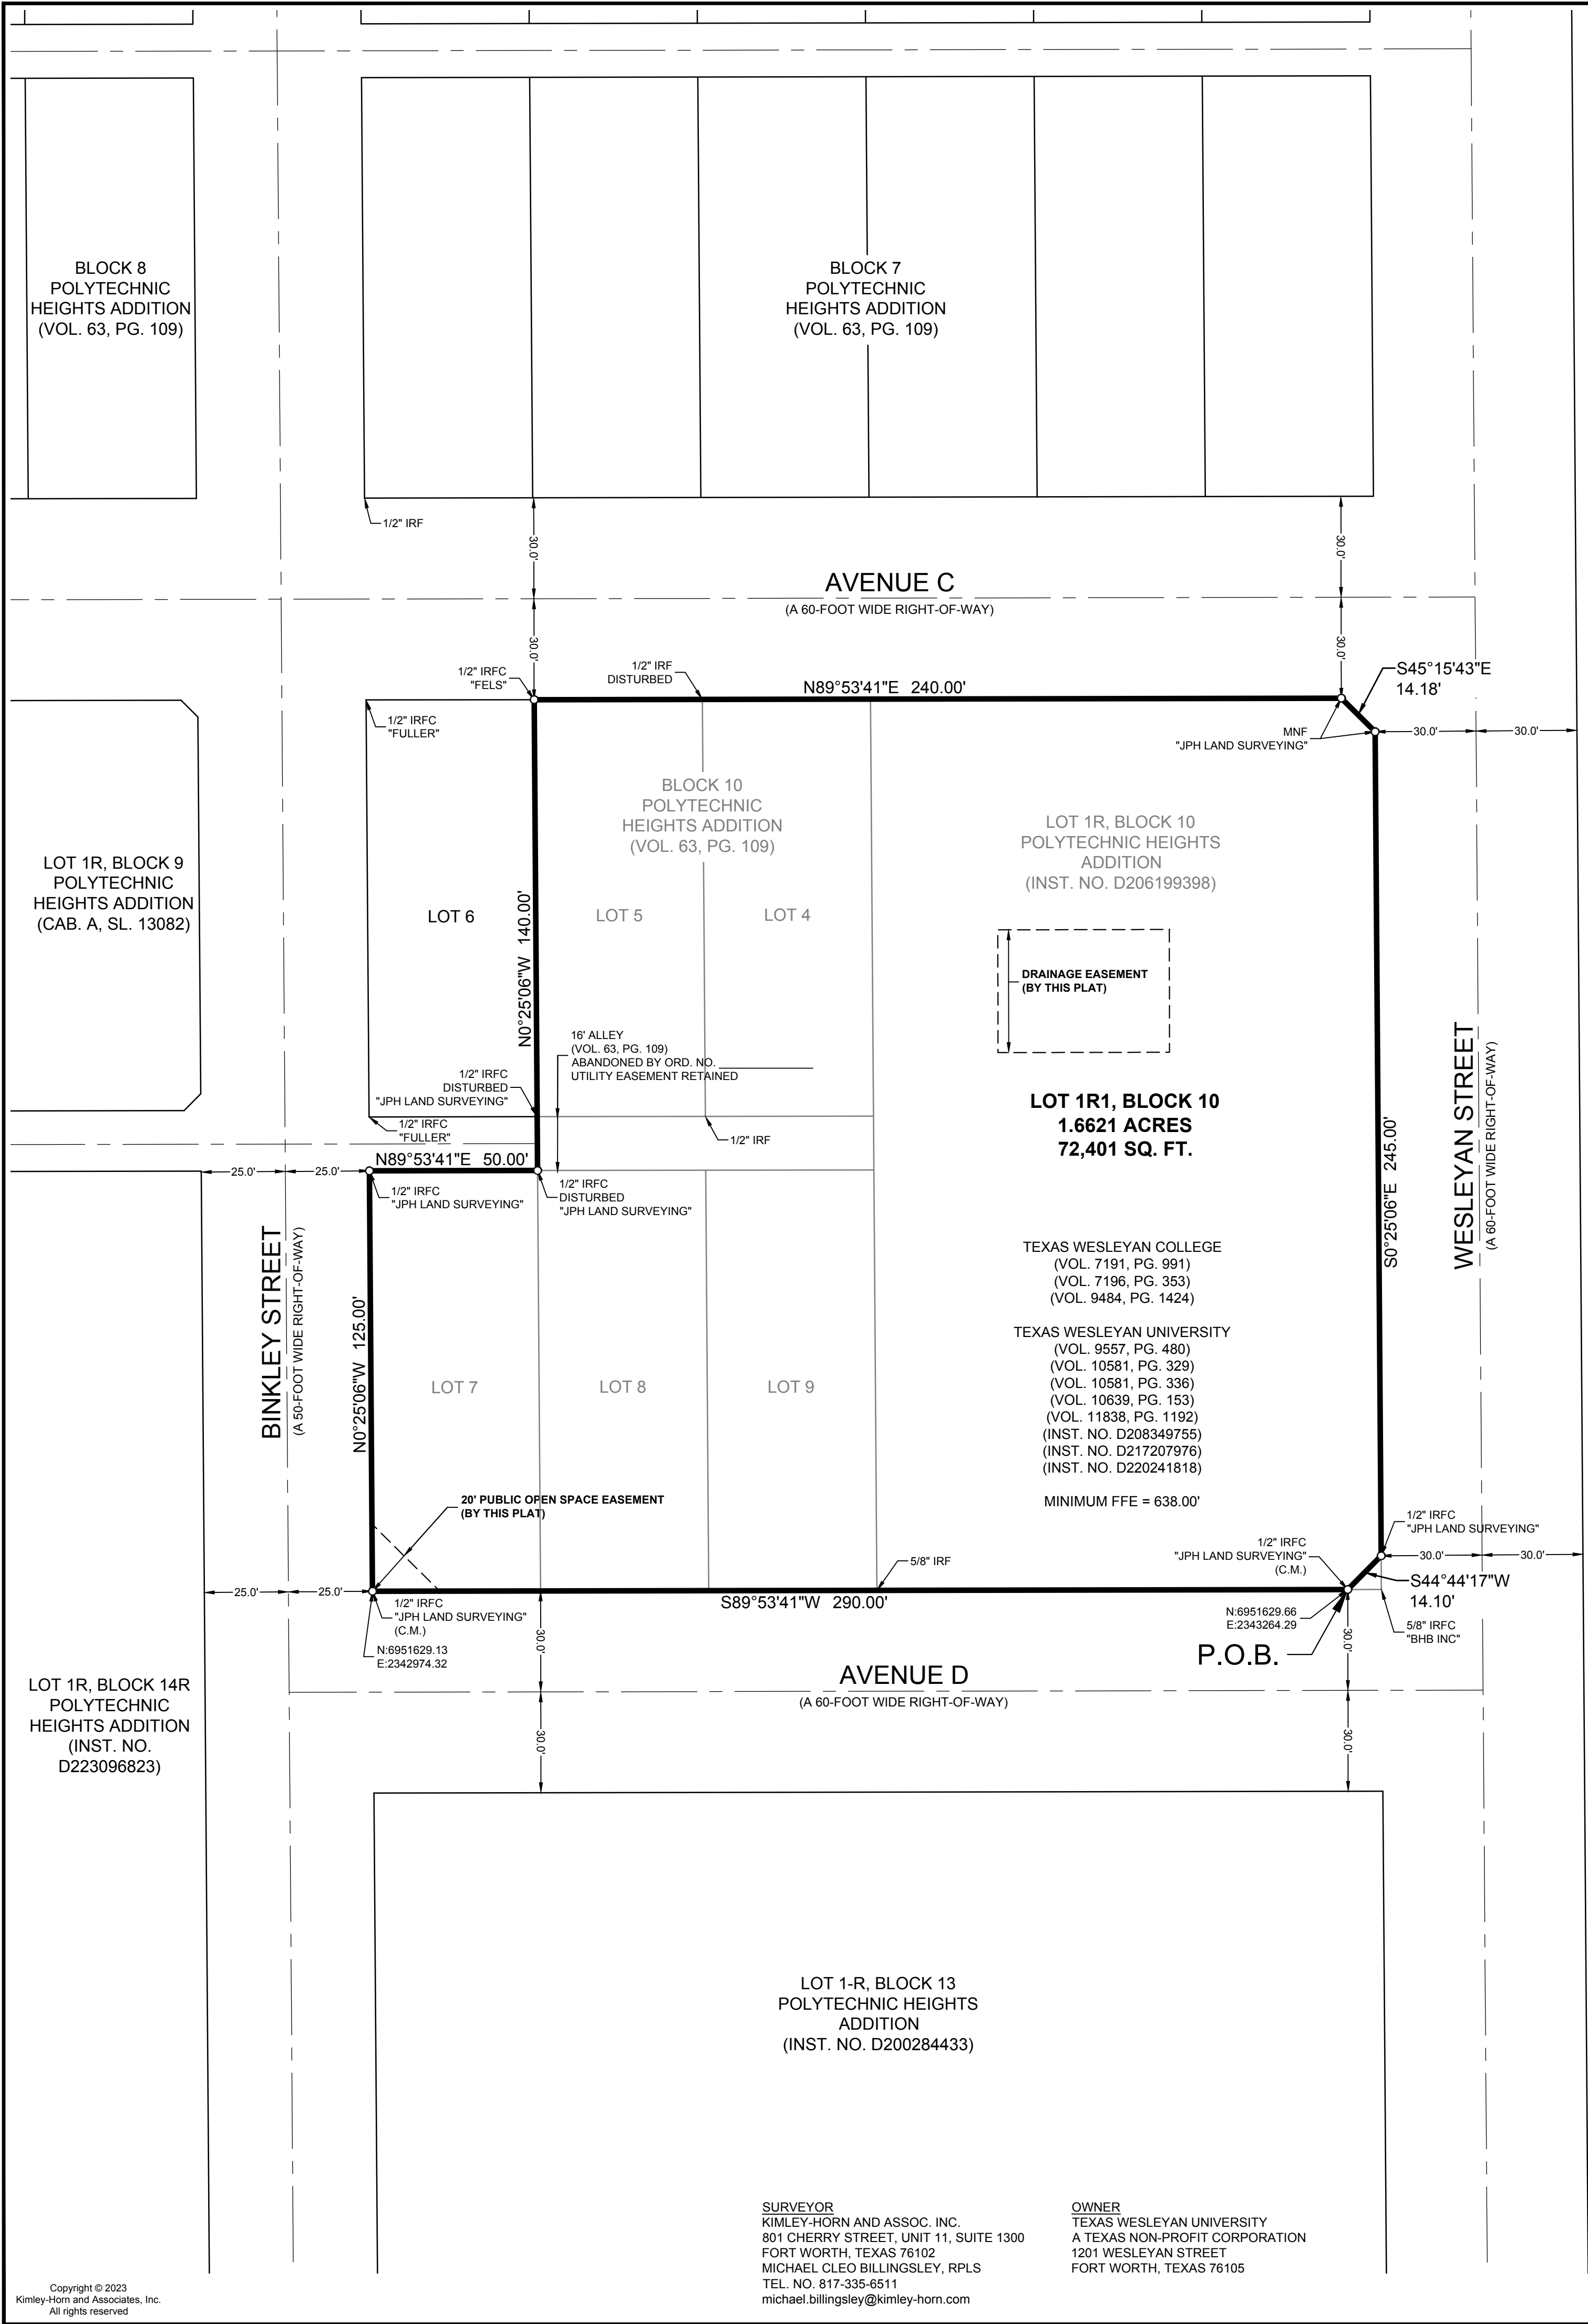 BLOCK 8
POLYTECHNIC
HEIGHTS ADDITION
(VOL. 63, PG. 109)
BLOCK 7
POLYTECHNIC
HEIGHTS ADDITION
(VOL. 63, PG. 109)
1/2" IRF
30.0'
30.0'
AVENUE C
(A 60-FOOT WIDE RIGHT-OF-WAY)
30.0'
30.0'
1/2" IRFC
"FELS"
1/2" IRF
DISTURBED
N89°53'41"E 240.00'
S45°15'43"E
14.18'
1/2" IRFC
"FULLER"
MNF
"JPH LAND SURVEYING"
30.0'
30.0'
BLOCK 10
POLYTECHNIC
HEIGHTS ADDITION
(VOL. 63, PG. 109)
LOT 1R, BLOCK 10
POLYTECHNIC HEIGHTS
ADDITION
(INST. NO. D206199398)
LOT 1R, BLOCK 9
POLYTECHNIC
HEIGHTS ADDITION
(CAB. A, SL. 13082)
LOT 6
N0°25'06"W 140.00'
LOT 5
LOT 4
DRAINAGE EASEMENT
(BY THIS PLAT)
16' ALLEY
(VOL. 63, PG. 109)
ABANDONED BY ORD. NO. ______________
UTILITY EASEMENT RETAINED
1/2" IRFC
DISTURBED
"JPH LAND SURVEYING"
1/2" IRFC
"FULLER"
1/2" IRF
LOT 1R1, BLOCK 10
1.6621 ACRES
72,401 SQ. FT.
S0°25'06"E 245.00'
WESLEYAN STREET
(A 60-FOOT WIDE RIGHT-OF-WAY)
25.0'
25.0'
N89°53'41"E 50.00'
1/2" IRFC
"JPH LAND SURVEYING"
1/2" IRFC
DISTURBED
"JPH LAND SURVEYING"
BINKLEY STREET
(A 50-FOOT WIDE RIGHT-OF-WAY)
N0°25'06"W 125.00'
TEXAS WESLEYAN COLLEGE
(VOL. 7191, PG. 991)
(VOL. 7196, PG. 353)
(VOL. 9484, PG. 1424)
TEXAS WESLEYAN UNIVERSITY
(VOL. 9557, PG. 480)
(VOL. 10581, PG. 329)
(VOL. 10581, PG. 336)
(VOL. 10639, PG. 153)
(VOL. 11838, PG. 1192)
(INST. NO. D208349755)
(INST. NO. D217207976)
(INST. NO. D220241818)
MINIMUM FFE = 638.00'
LOT 7
LOT 8
LOT 9
20' PUBLIC OPEN SPACE EASEMENT
(BY THIS PLAT)
5/8" IRF
1/2" IRFC
"JPH LAND SURVEYING"
(C.M.)
1/2" IRFC
"JPH LAND SURVEYING"
30.0'
30.0'
S44°44'17"W
14.10'
25.0'
25.0'
1/2" IRFC
"JPH LAND SURVEYING"
(C.M.)
N:6951629.13
E:2342974.32
S89°53'41"W 290.00'
N:6951629.66
E:2343264.29
5/8" IRFC
"BHB INC"
30.0'
30.0'
P.O.B.
AVENUE D
(A 60-FOOT WIDE RIGHT-OF-WAY)
30.0'
30.0'
LOT 1R, BLOCK 14R
POLYTECHNIC
HEIGHTS ADDITION
(INST. NO.
D223096823)
LOT 1-R, BLOCK 13
POLYTECHNIC HEIGHTS
ADDITION
(INST. NO. D200284433)
SURVEYOR
KIMLEY-HORN AND ASSOC. INC.
801 CHERRY STREET, UNIT 11, SUITE 1300
FORT WORTH, TEXAS 76102
MICHAEL CLEO BILLINGSLEY, RPLS
TEL. NO. 817-335-6511
michael.billingsley@kimley-horn.com
OWNER
TEXAS WESLEYAN UNIVERSITY
A TEXAS NON-PROFIT CORPORATION
1201 WESLEYAN STREET
FORT WORTH, TEXAS 76105
Copyright © 2023
Kimley-Horn and Associates, Inc.
All rights reserved